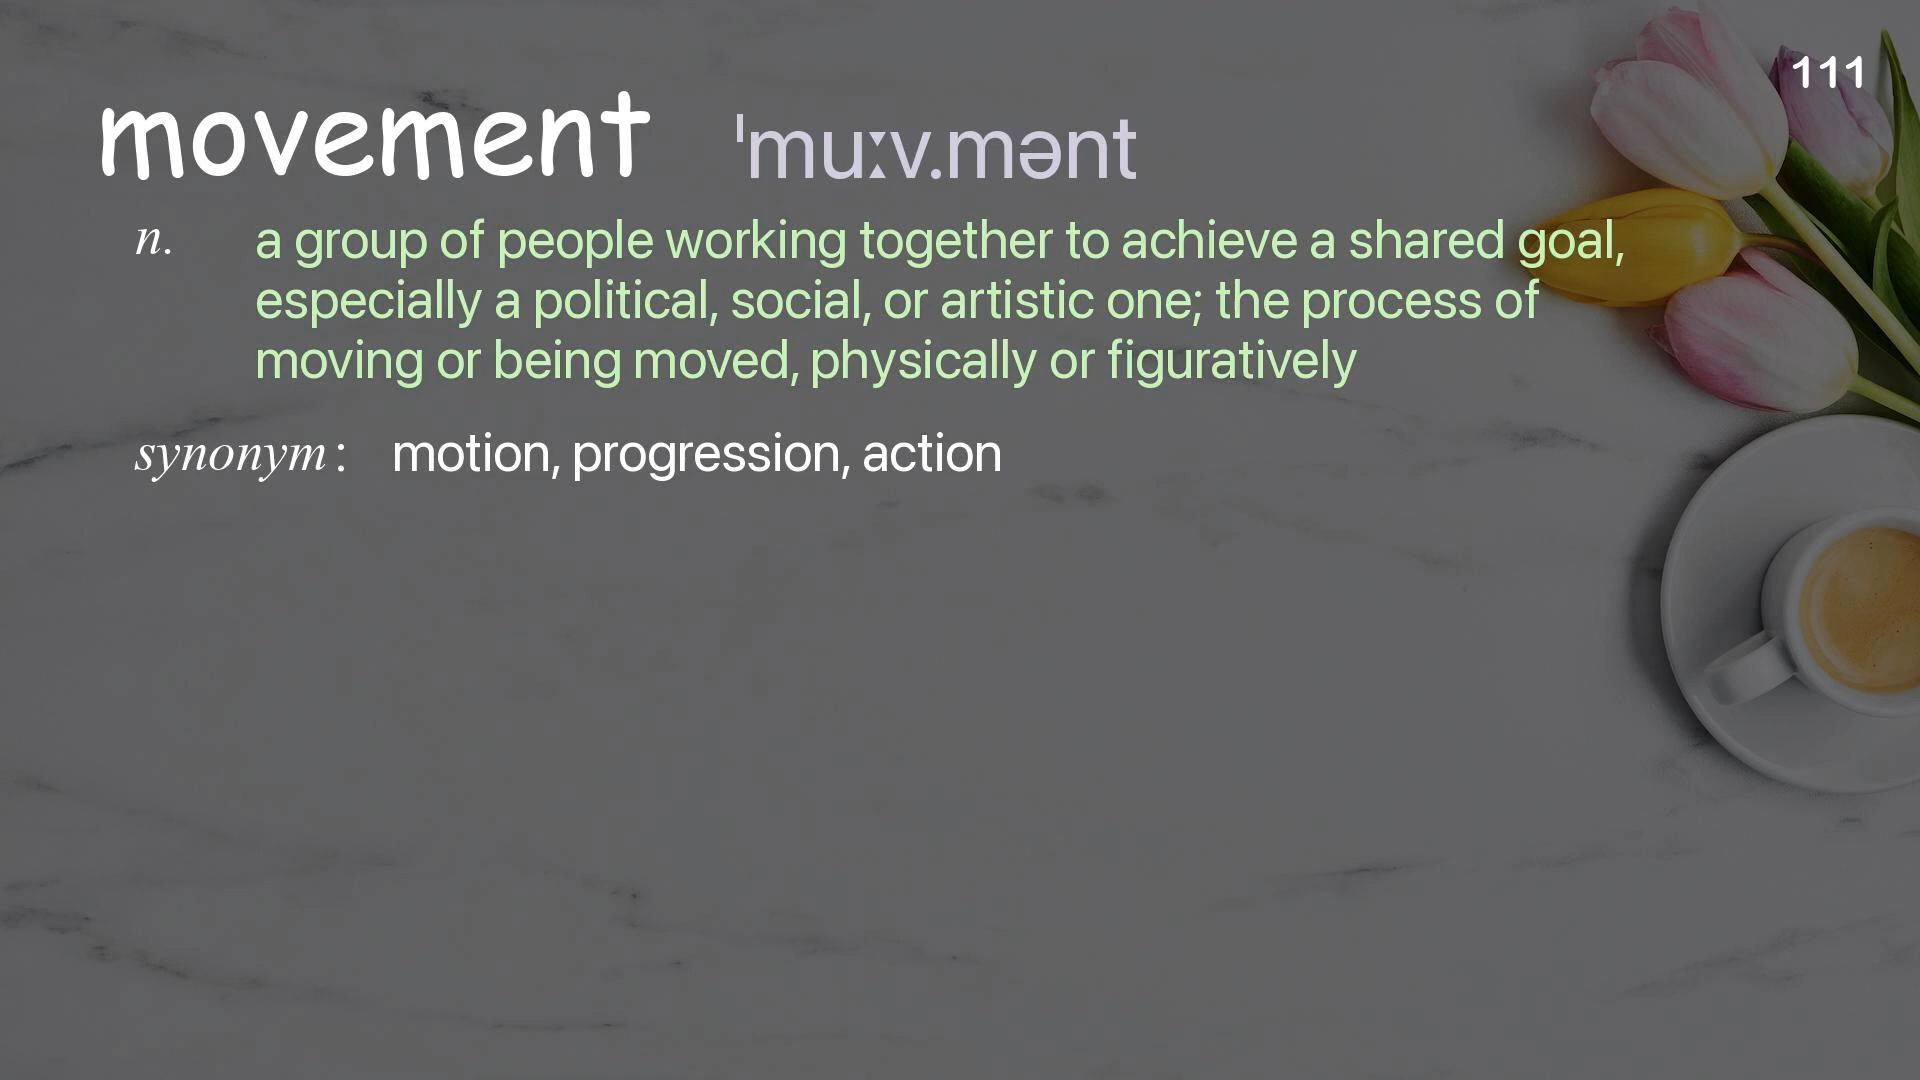 111
movement ˈmuːv.mənt
n. a group of people working together to achieve a shared goal,
especially a political, social, or artistic one; the process of
moving or being moved, physically or figuratively
synonym: motion, progression, action